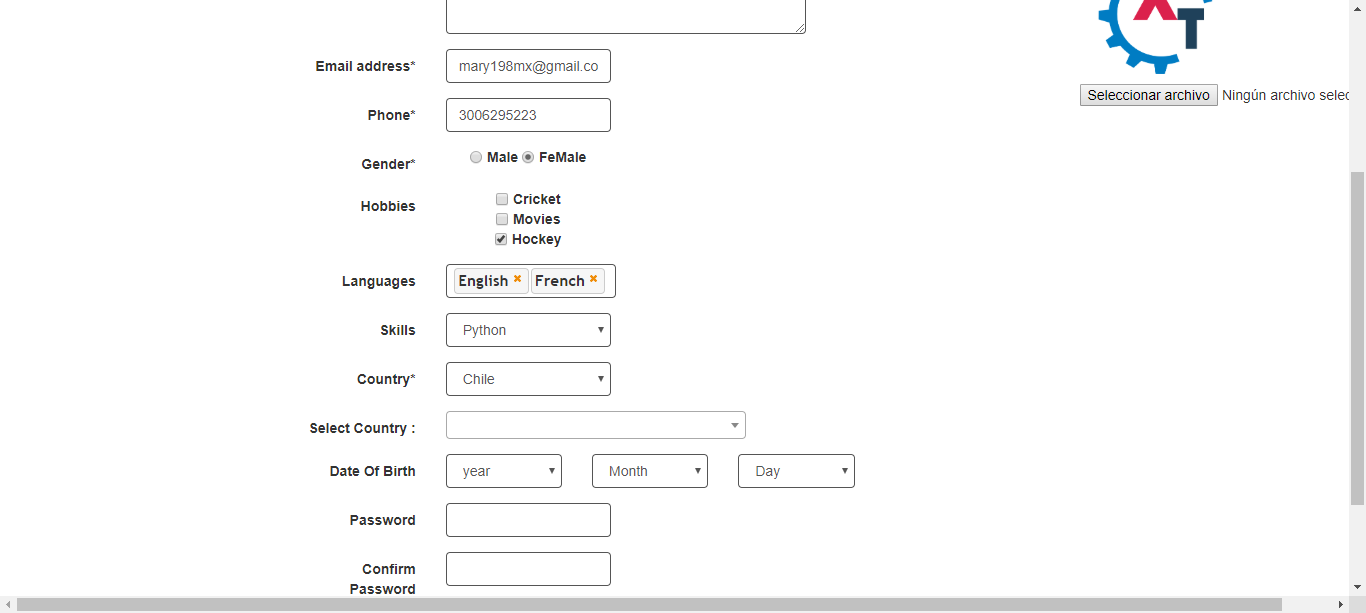 XT
Email address* mary198mx@gmail.co
Seleccionar archivo Ningún archivo selec
Phone* 3006295223
Gender* Male FeMale
Hobbies Cricket
Movies
Hockey
Languages English French
Skills Python
Country* Chile
Select Country :
Date Of Birth year Month Day
Password
Confirm
Password